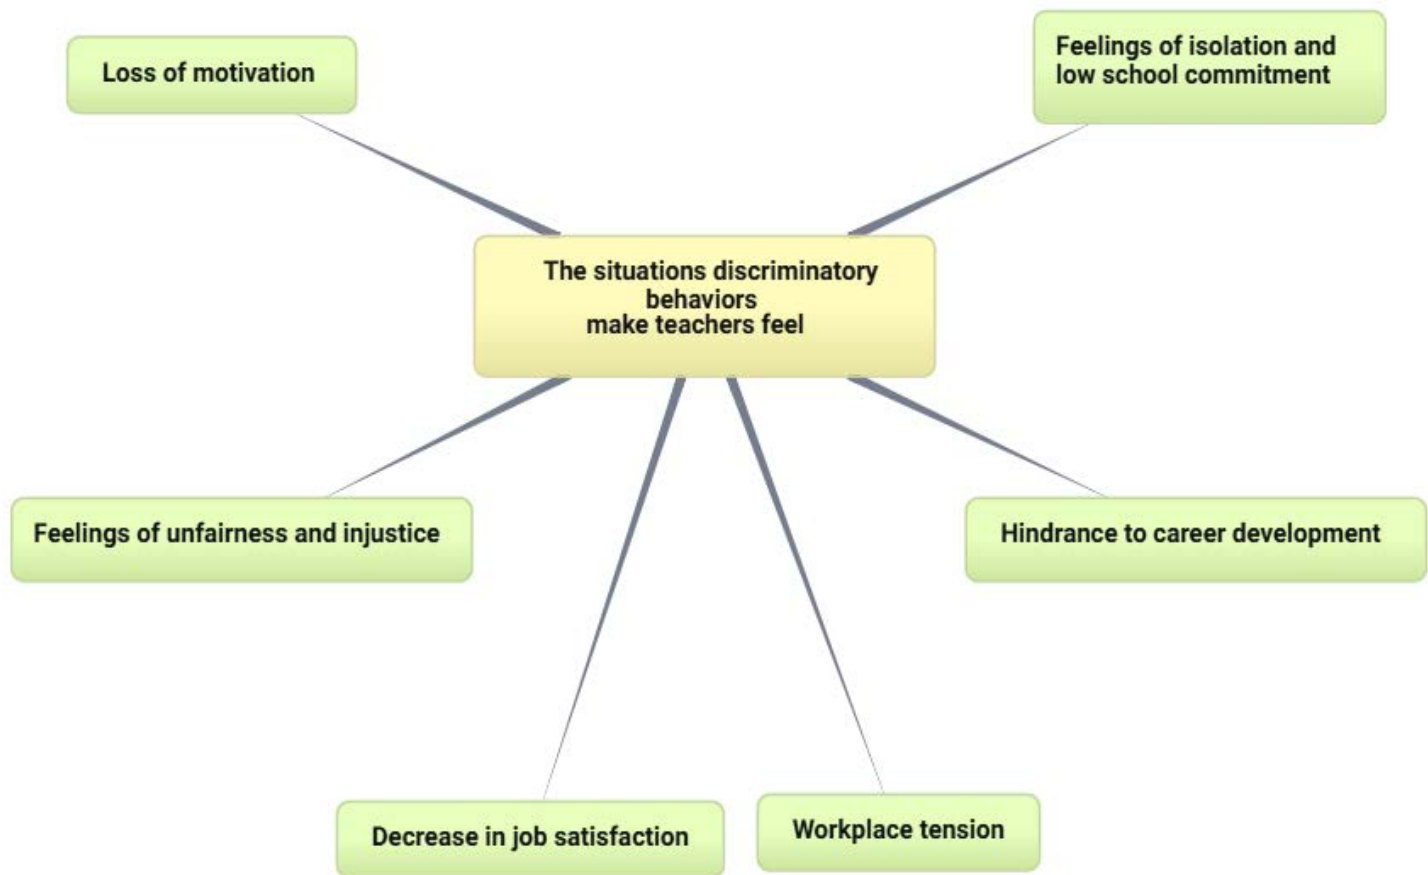 Loss of motivation
Feelings of isolation and
low school commitment
The situations discriminatory
behaviors
make teachers feel
Feelings of unfairness and injustice
Hindrance to career development
Decrease in job satisfaction
Workplace tension